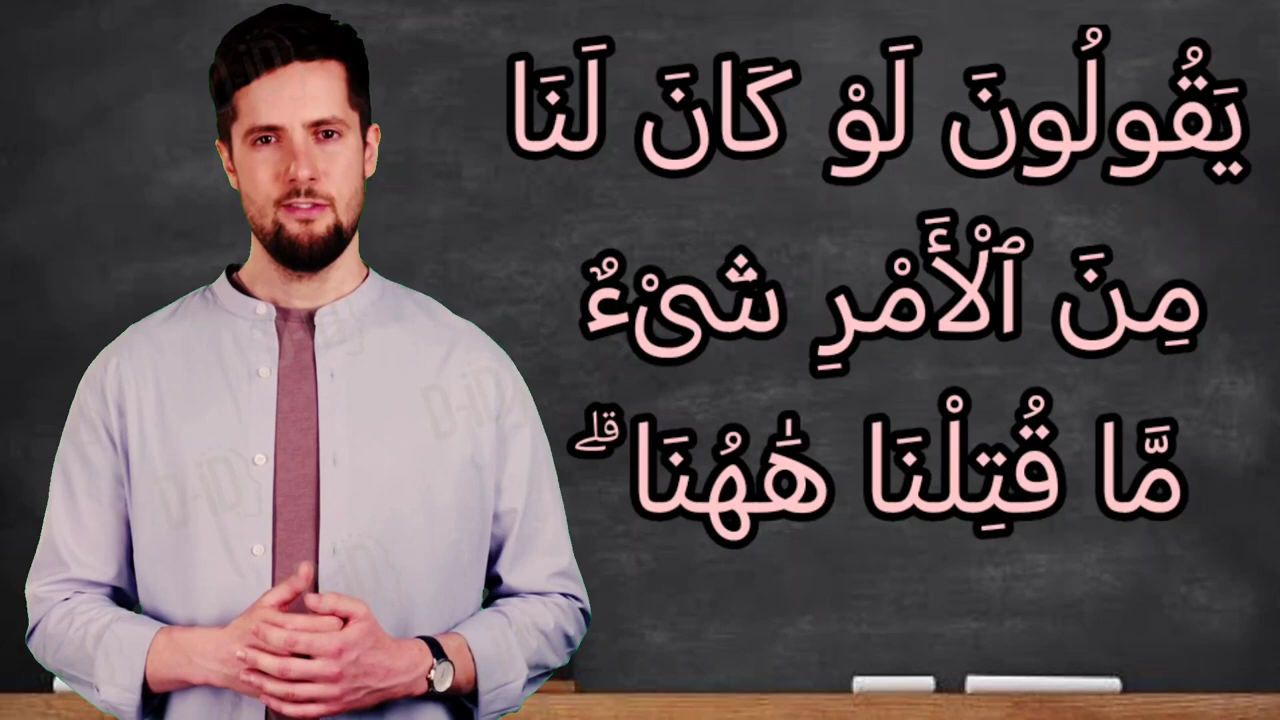 يَقُولُونَ لَوْ كَانَ لَنَا
مِنَ ٱلْأَمْرِ شَىْءٌ
مَّا قُتِلْنَا هَٰهُنَا ۗ